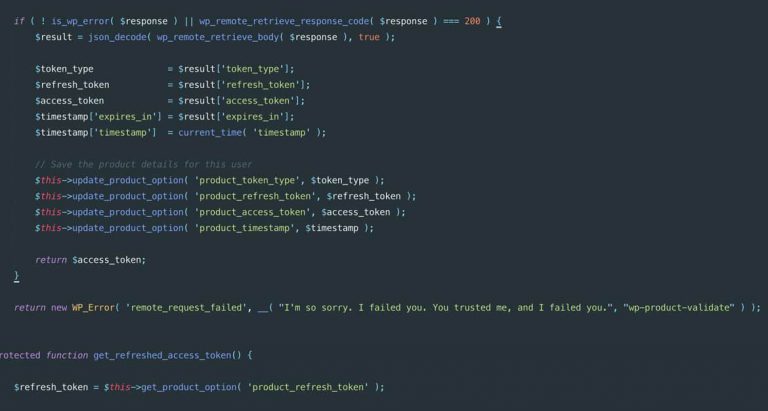 if ( ! is_wp_error( $response ) || wp_remote_retrieve_response_code( $response ) === 200 ) {
$result = json_decode( wp_remote_retrieve_body( $response ), true );
$token_type = $result['token_type'];
$refresh_token = $result['refresh_token'];
$access_token = $result['access_token'];
$timestamp['expires_in'] = $result['expires_in'];
$timestamp['timestamp'] = current_time( 'timestamp' );
// Save the product details for this user
$this->update_product_option( 'product_token_type', $token_type );
$this->update_product_option( 'product_refresh_token', $refresh_token );
$this->update_product_option( 'product_access_token', $access_token );
$this->update_product_option( 'product_timestamp', $timestamp );
return $access_token;
}
return new WP_Error( 'remote_request_failed', __( "I'm so sorry. I failed you. You trusted me, and I failed you.", "wp-product-validate" ) );
rotected function get_refreshed_access_token() {
$refresh_token = $this->get_product_option( 'product_refresh_token' );